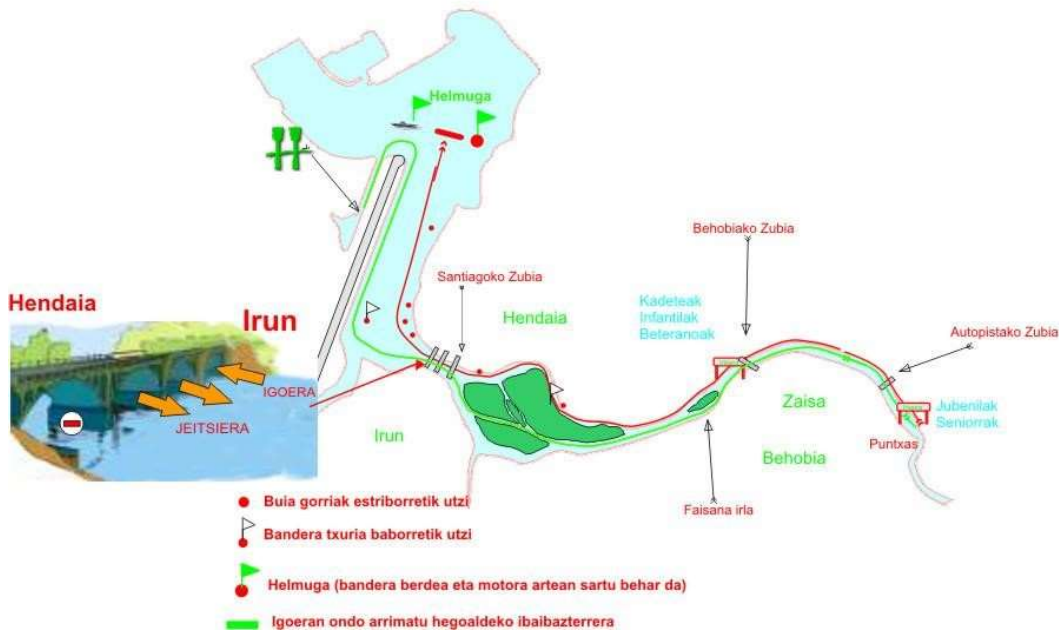 Helmuga
Behobiako Zubia
Santiagoko Zubia
Hendaia
Irun
Hendaia
Kadeteak
Infantilak
Beteranoak
Autopistako Zubia
IGOERA
JEITSIERA
Irun
Zaisa
Behobia
Jubenilak
Seniorrak
Puntxas
Faisana irla
Buia gorriak estriborretik utzi
Bandera txuria baborretik utzi
Helmuga (bandera berdea eta motora artean sartu behar da)
Igoeran ondo arrimatu hegoaldeko ibaibazterrera